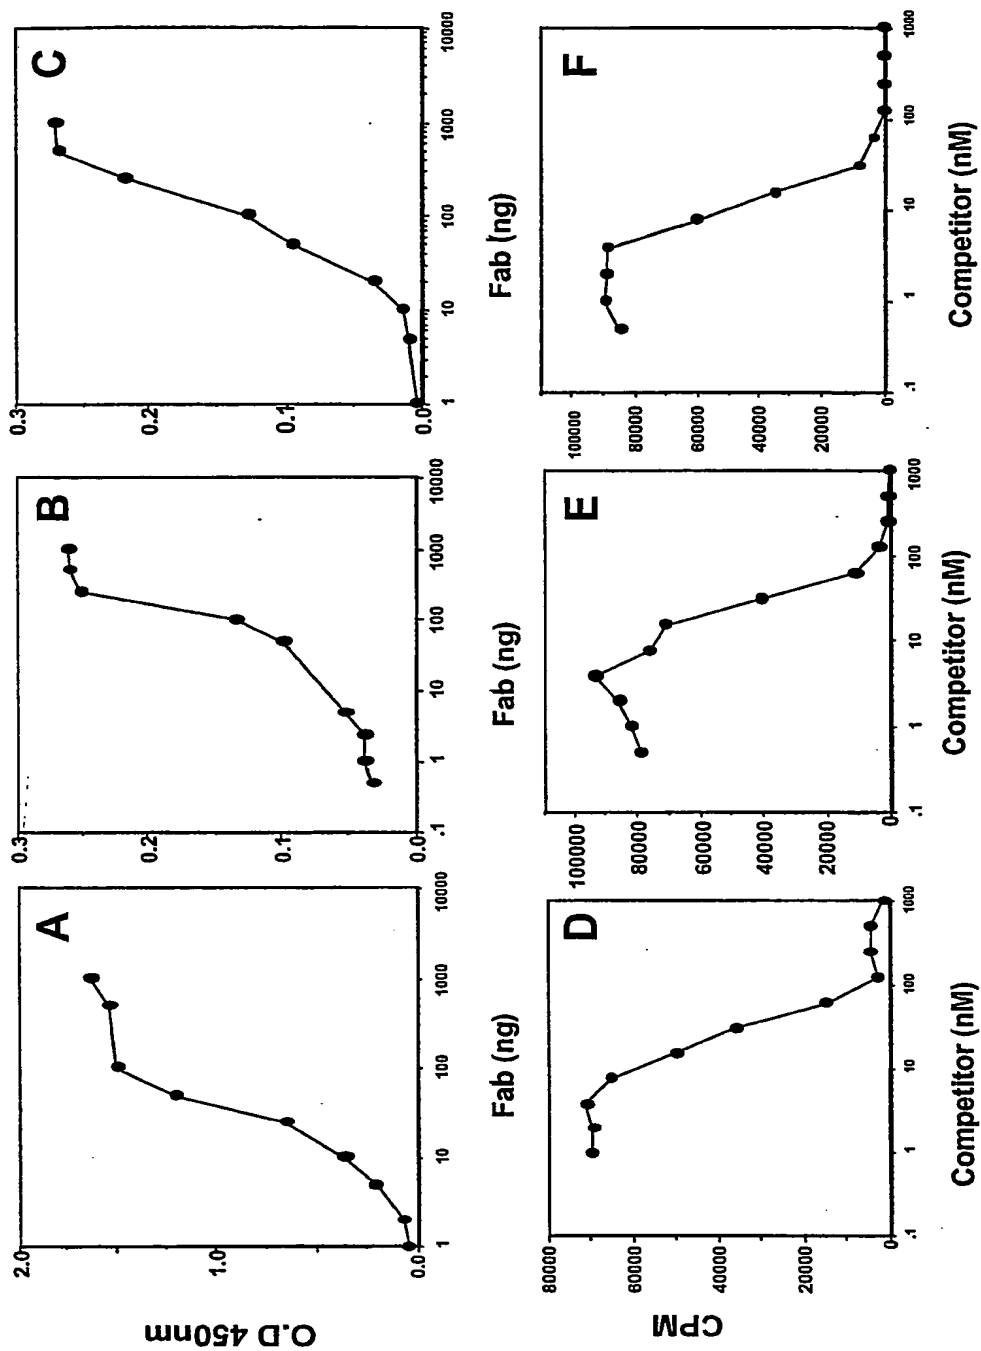 O.D 450nm
A
2.0
1.0
0.0
1 10 100 1000 10000
Fab (ng)
B
0.3
0.2
0.1
0.0
.1 1 10 100 1000 10000
Fab (ng)
C
0.3
0.2
0.1
0.0
1 10 100 1000 10000
Fab (ng)
CPM
D
80000
60000
40000
20000
0
.1 1 10 100 1000
Competitor (nM)
E
100000
80000
60000
40000
20000
0
.1 1 10 100 1000
Competitor (nM)
F
100000
80000
60000
40000
20000
0
.1 1 10 100 1000
Competitor (nM)